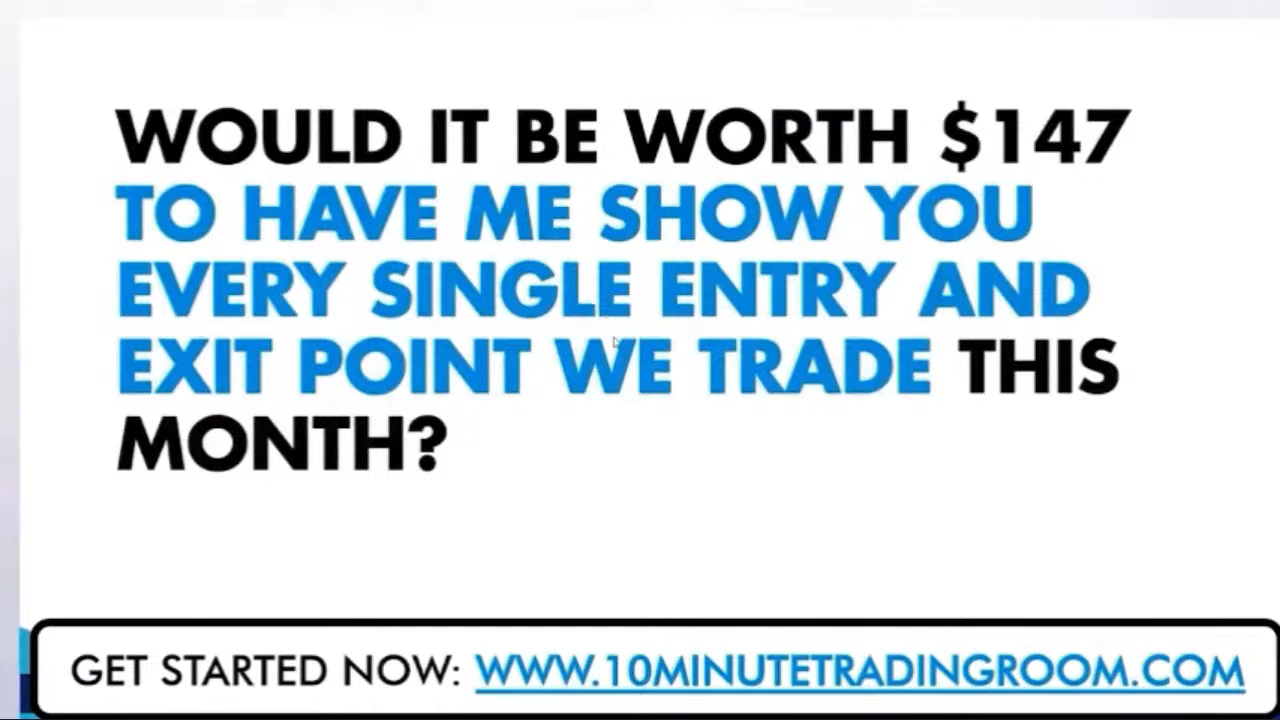 WOULD IT BE WORTH $147
TO HAVE ME SHOW YOU
EVERY SINGLE ENTRY AND
EXIT POINT WE TRADE THIS
MONTH?
GET STARTED NOW: WWW.10MINUTETRADINGROOM.COM